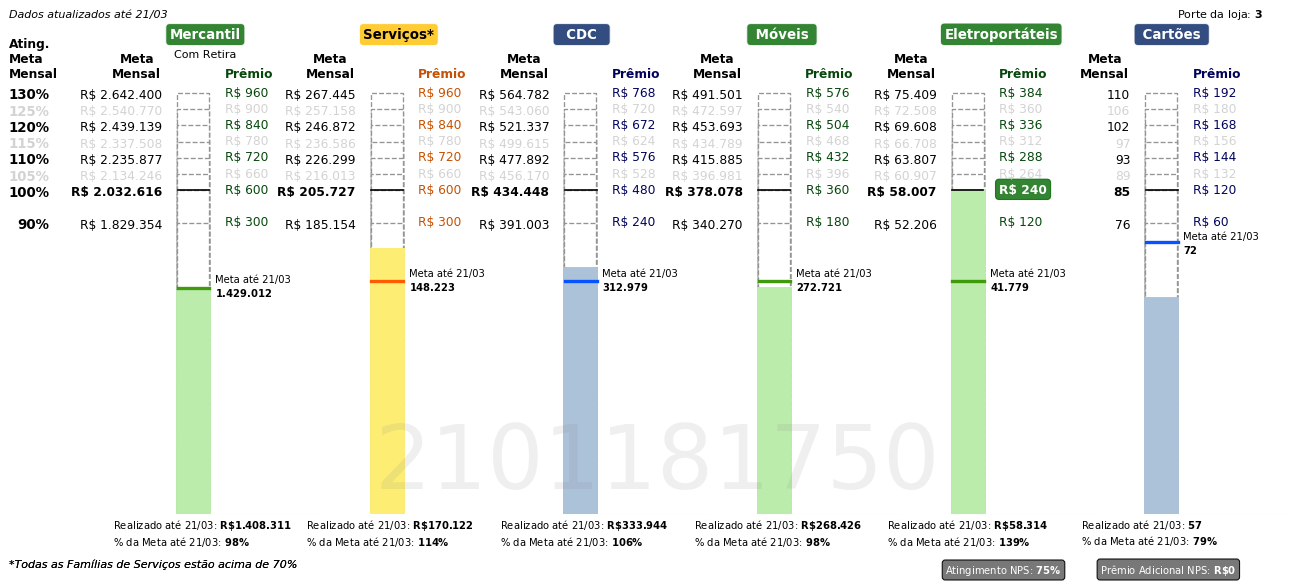 Dados atualizados até 21/03
Porte da loja: 3
Mercantil Serviços* CDC Móveis Eletroportáteis Cartões
Com Retira
Ating. Meta Mensal
Meta Mensal Prêmio Meta Mensal Prêmio Meta Mensal Prêmio Meta Mensal Prêmio Meta Mensal Prêmio Meta Mensal Prêmio
130% R$ 2.642.400 R$ 960 R$ 267.445 R$ 960 R$ 564.782 R$ 768 R$ 491.501 R$ 576 R$ 75.409 R$ 384 110 R$ 192
125% R$ 2.540.770 R$ 900 R$ 257.158 R$ 900 R$ 543.060 R$ 720 R$ 472.597 R$ 540 R$ 72.508 R$ 360 106 R$ 180
120% R$ 2.439.139 R$ 840 R$ 246.872 R$ 840 R$ 521.337 R$ 672 R$ 453.693 R$ 504 R$ 69.608 R$ 336 102 R$ 168
115% R$ 2.337.508 R$ 780 R$ 236.586 R$ 780 R$ 499.615 R$ 624 R$ 434.789 R$ 468 R$ 66.708 R$ 312 97 R$ 156
110% R$ 2.235.877 R$ 720 R$ 226.299 R$ 720 R$ 477.892 R$ 576 R$ 415.885 R$ 432 R$ 63.807 R$ 288 93 R$ 144
105% R$ 2.134.246 R$ 660 R$ 216.013 R$ 660 R$ 456.170 R$ 528 R$ 396.981 R$ 396 R$ 60.907 R$ 264 89 R$ 132
100% R$ 2.032.616 R$ 600 R$ 205.727 R$ 600 R$ 434.448 R$ 480 R$ 378.078 R$ 360 R$ 58.007 R$ 240 85 R$ 120
90% R$ 1.829.354 R$ 300 R$ 185.154 R$ 300 R$ 391.003 R$ 240 R$ 340.270 R$ 180 R$ 52.206 R$ 120 76 R$ 60
Meta até 21/03
72
Meta até 21/03 Meta até 21/03 Meta até 21/03 Meta até 21/03 Meta até 21/03
1.429.012 148.223 312.979 272.721 41.779
2101181750
Realizado até 21/03: R$1.408.311 Realizado até 21/03: R$170.122 Realizado até 21/03: R$333.944 Realizado até 21/03: R$268.426 Realizado até 21/03: R$58.314 Realizado até 21/03: 57
% da Meta até 21/03: 98% % da Meta até 21/03: 114% % da Meta até 21/03: 106% % da Meta até 21/03: 98% % da Meta até 21/03: 139% % da Meta até 21/03: 79%
*Todas as Famílias de Serviços estão acima de 70%
Atingimento NPS: 75% Prêmio Adicional NPS: R$0